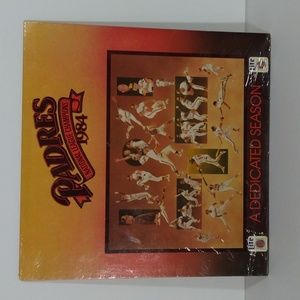 PADRES
NATIONAL LEAGUE CHAMPIONS
1984
A DEDICATED SEASON